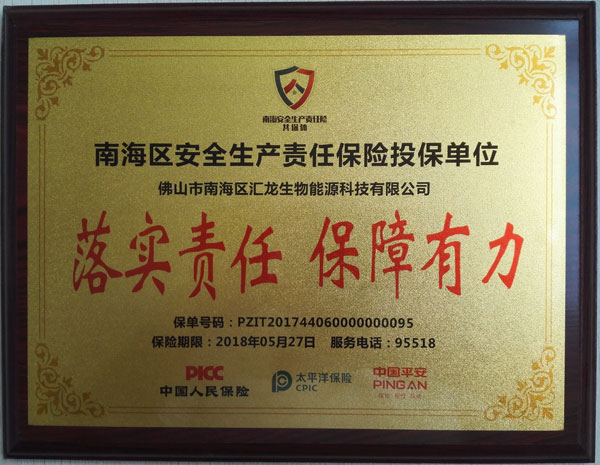 南海安全生产责任险
共保体
南海区安全生产责任保险投保单位
佛山市南海区汇龙生物能源科技有限公司
落实责任 保障有力
保单号码：PZIT201744060000000095
保险期限：2018年05月27日 服务电话：95518
PICC
中国人民保险
太平洋保险
CPIC
中国平安
PING AN